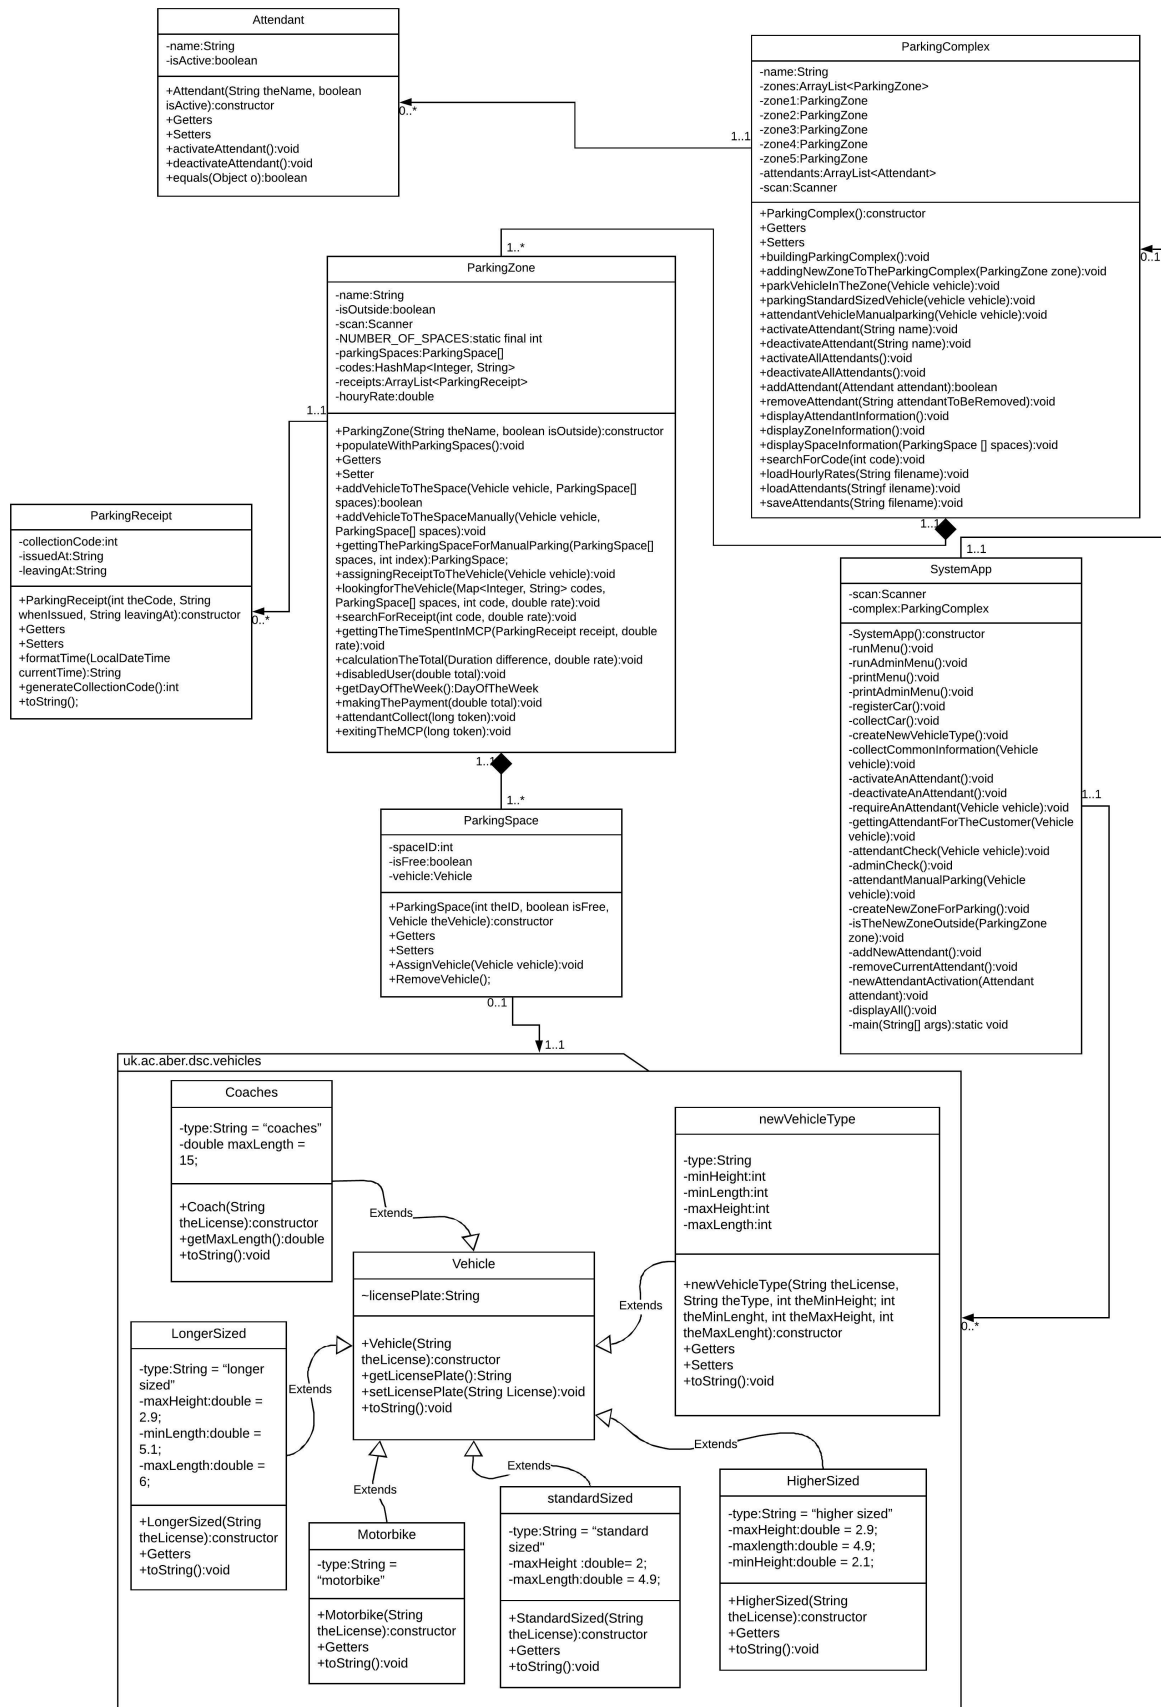 Attendant
-name:String
-isActive:boolean
+Attendant(String theName, boolean
isActive):constructor
+Getters
+Setters
+activateAttendant():void
+deactivateAttendant():void
+equals(Object o):boolean
0..*
1..1
ParkingComplex
-name:String
-zones:ArrayList<ParkingZone>
-zone1:ParkingZone
-zone2:ParkingZone
-zone3:ParkingZone
-zone4:ParkingZone
-zone5:ParkingZone
-attendants:ArrayList<Attendant>
-scan:Scanner
+ParkingComplex():constructor
+Getters
+Setters
+buildingParkingComplex():void
+addingNewZoneToTheParkingComplex(ParkingZone zone):void
+parkVehicleInTheZone(Vehicle vehicle):void
+parkingStandardSizedVehicle(vehicle vehicle):void
+attendantVehicleManualparking(Vehicle vehicle):void
+activateAttendant(String name):void
+deactivateAttendant(String name):void
+activateAllAttendants():void
+deactivateAllAttendants():void
+addAttendant(Attendant attendant):boolean
+removeAttendant(String attendantToBeRemoved):void
+displayAttendantInformation():void
+displayZoneInformation():void
+displaySpaceInformation(ParkingSpace [] spaces):void
+searchForCode(int code):void
+loadHourlyRates(String filename):void
+loadAttendants(Stringf ilename):void
+saveAttendants(String filename):void
0..1
1..1
1..*
ParkingZone
-name:String
-isOutside:boolean
-scan:Scanner
-NUMBER_OF_SPACES:static final int
-parkingSpaces:ParkingSpace[]
-codes:HashMap<Integer, String>
-receipts:ArrayList<ParkingReceipt>
-houryRate:double
+ParkingZone(String theName, boolean isOutside):constructor
+populateWithParkingSpaces():void
+Getters
+Setter
+addVehicleToTheSpace(Vehicle vehicle, ParkingSpace[]
spaces):boolean
+addVehicleToTheSpaceManually(Vehicle vehicle,
ParkingSpace[] spaces):void
+gettingTheParkingSpaceForManualParking(ParkingSpace[]
spaces, int index):ParkingSpace;
+assigningReceiptToTheVehicle(Vehicle vehicle):void
+lookingforTheVehicle(Map<Integer, String> codes,
ParkingSpace[] spaces, int code, double rate):void
+searchForReceipt(int code, double rate):void
+gettingTheTimeSpentInMCP(ParkingReceipt receipt, double
rate):void
+calculationTheTotal(Duration difference, double rate):void
+disabledUser(double total):void
+getDayOfTheWeek():DayOfTheWeek
+makingThePayment(double total):void
+attendantCollect(long token):void
+exitingTheMCP(long token):void
1..1
0..*
ParkingReceipt
-collectionCode:int
-issuedAt:String
-leavingAt:String
+ParkingReceipt(int theCode, String
whenIssued, String leavingAt):constructor
+Getters
+Setters
+formatTime(LocalDateTime
currentTime):String
+generateCollectionCode():int
+toString();
1..1
SystemApp
-scan:Scanner
-complex:ParkingComplex
-SystemApp():constructor
-runMenu():void
-runAdminMenu():void
-printMenu():void
-printAdminMenu():void
-registerCar():void
-collectCar():void
-createNewVehicleType():void
-collectCommonInformation(Vehicle
vehicle):void
-activateAnAttendant():void
-deactivateAnAttendant():void
-requireAnAttendant(Vehicle vehicle):void
-gettingAttendantForTheCustomer(Vehicle
vehicle):void
-attendantCheck(Vehicle vehicle):void
-adminCheck():void
-attendantManualParking(Vehicle
vehicle):void
-createNewZoneForParking():void
-isTheNewZoneOutside(ParkingZone
zone):void
-addNewAttendant():void
-removeCurrentAttendant():void
-newAttendantActivation(Attendant
attendant):void
-displayAll():void
-main(String[] args):static void
1..1
1..1
1..*
ParkingSpace
-spaceID:int
-isFree:boolean
-vehicle:Vehicle
+ParkingSpace(int theID, boolean isFree,
Vehicle theVehicle):constructor
+Getters
+Setters
+AssignVehicle(Vehicle vehicle):void
+RemoveVehicle();
0..1
1..1
uk.ac.aber.dsc.vehicles
Coaches
-type:String = “coaches”
-double maxLength =
15;
+Coach(String
theLicense):constructor
+getMaxLength():double
+toString():void
Extends
newVehicleType
-type:String
-minHeight:int
-minLength:int
-maxHeight:int
-maxLength:int
+newVehicleType(String theLicense,
String theType, int theMinHeight; int
theMinLenght, int theMaxHeight, int
theMaxLenght):constructor
+Getters
+Setters
+toString():void
Extends
0..*
Vehicle
~licensePlate:String
+Vehicle(String
theLicense):constructor
+getLicensePlate():String
+setLicensePlate(String License):void
+toString():void
LongerSized
-type:String = “longer
sized”
-maxHeight:double =
2.9;
-minLength:double =
5.1;
-maxLength:double =
6;
+LongerSized(String
theLicense):constructor
+Getters
+toString():void
Extends
Extends
Motorbike
-type:String =
“motorbike”
+Motorbike(String
theLicense):constructor
+Getters
+toString():void
Extends
standardSized
-type:String = “standard
sized"
-maxHeight :double= 2;
-maxLength:double = 4.9;
+StandardSized(String
theLicense):constructor
+Getters
+toString():void
Extends
HigherSized
-type:String = “higher sized”
-maxHeight:double = 2.9;
-maxlength:double = 4.9;
-minHeight:double = 2.1;
+HigherSized(String
theLicense):constructor
+Getters
+toString():void